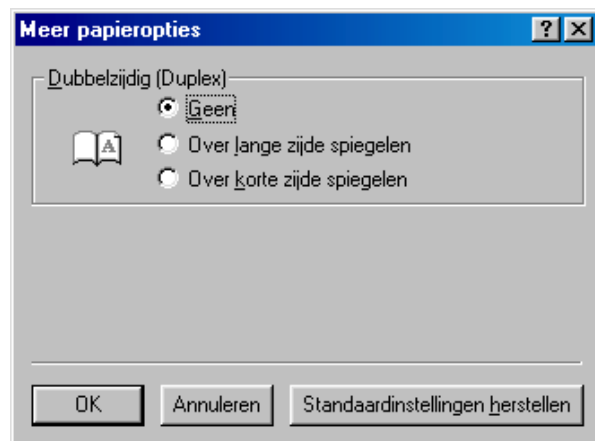 Meer papieropties
Dubbelzijdig (Duplex)
Geen
Over lange zijde spiegelen
Over korte zijde spiegelen
A
OK Annuleren Standaardinstellingen herstellen